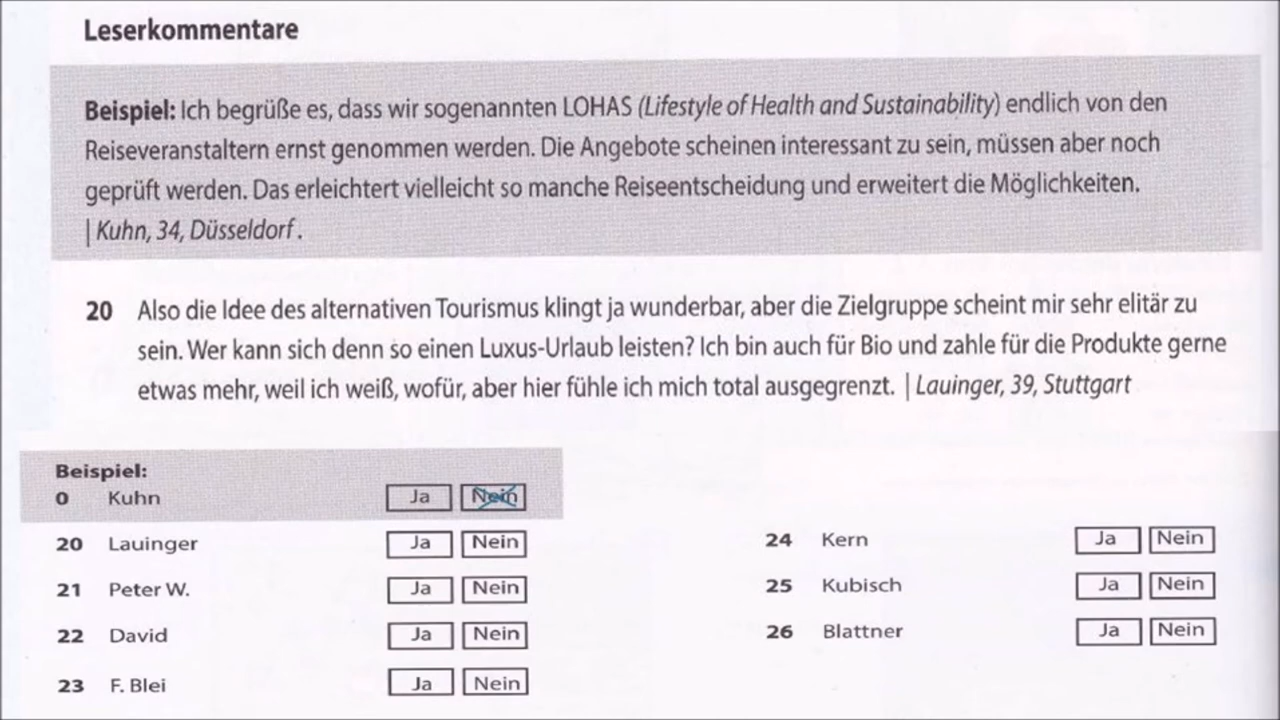 Leserkommentare
Beispiel: Ich begrüße es, dass wir sogenannten LOHAS (Lifestyle of Health and Sustainability) endlich von den
Reiseveranstaltern ernst genommen werden. Die Angebote scheinen interessant zu sein, müssen aber noch
geprüft werden. Das erleichtert vielleicht so manche Reiseentscheidung und erweitert die Möglichkeiten.
| Kuhn, 34, Düsseldorf.
20 Also die Idee des alternativen Tourismus klingt ja wunderbar, aber die Zielgruppe scheint mir sehr elitär zu
sein. Wer kann sich denn so einen Luxus-Urlaub leisten? Ich bin auch für Bio und zahle für die Produkte gerne
etwas mehr, weil ich weiß, wofür, aber hier fühle ich mich total ausgegrenzt. | Lauinger, 39, Stuttgart
Beispiel:
0 Kuhn Ja Nein
20 Lauinger Ja Nein
21 Peter W. Ja Nein
22 David Ja Nein
23 F. Blei Ja Nein
24 Kern Ja Nein
25 Kubisch Ja Nein
26 Blattner Ja Nein